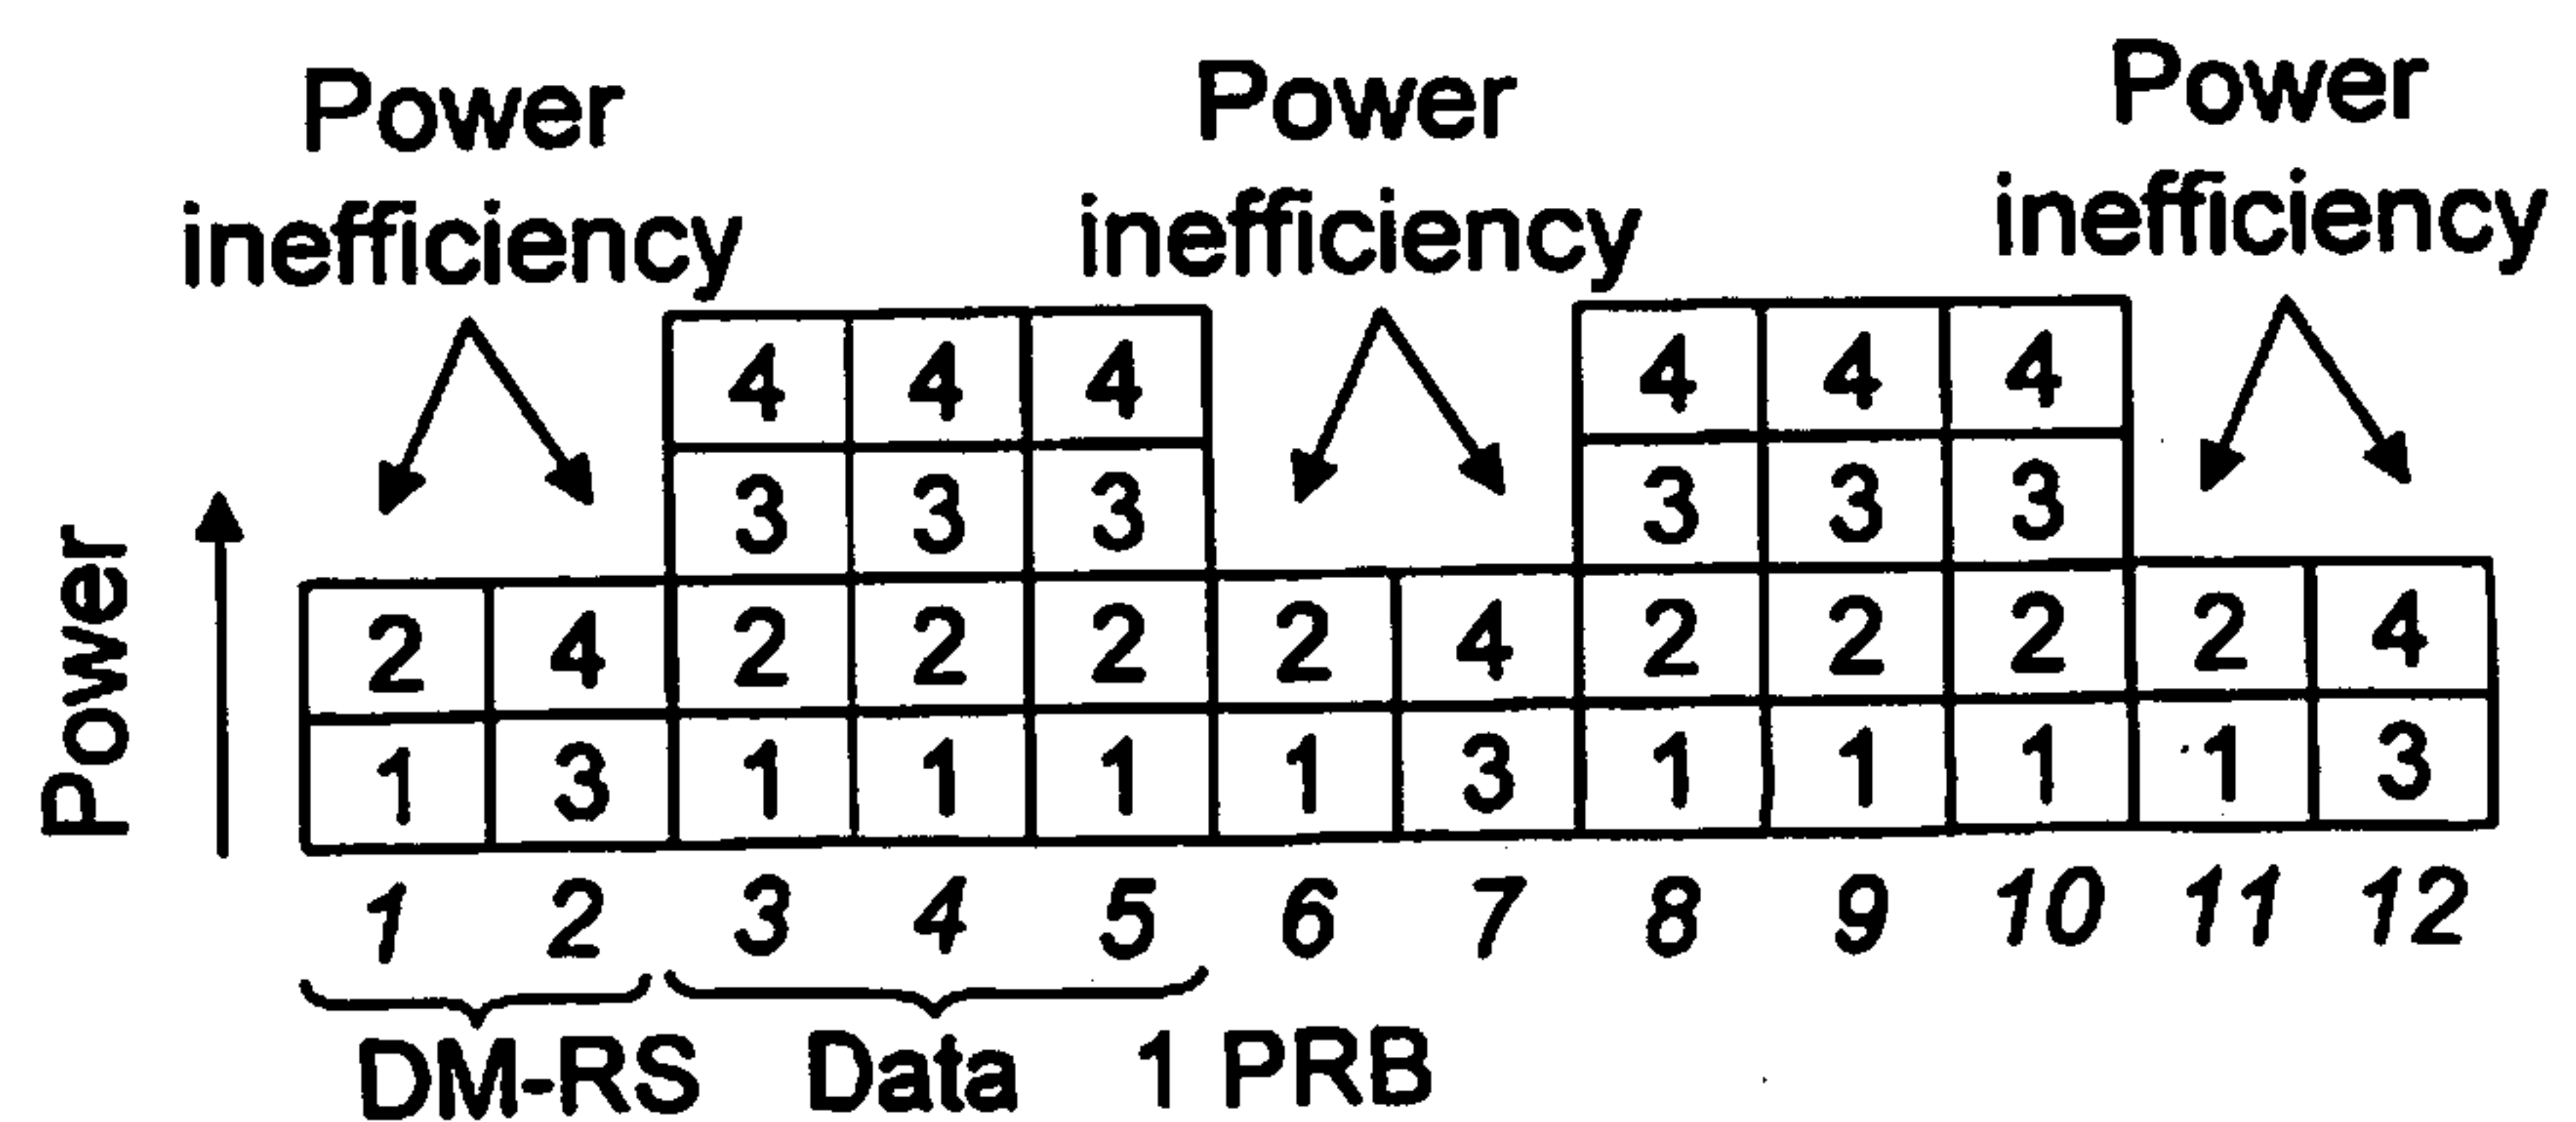 Power inefficiency
Power inefficiency
Power inefficiency
Power
4 4 4 4 4 4
3 3 3 3 3 3
2 4 2 2 2 2 4 2 2 2 2 4
1 3 1 1 1 1 3 1 1 1 1 3
1 2 3 4 5 6 7 8 9 10 11 12
DM-RS Data 1 PRB